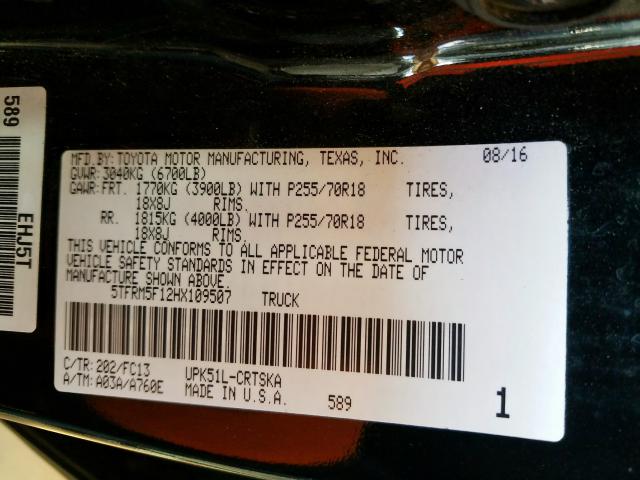 589
EHJ5T
MFD.BY:TOYOTA MOTOR MANUFACTURING, TEXAS, INC. 08/16
GVWR:3040KG (6700LB)
GAWR:FRT. 1770KG (3900LB) WITH P255/70R18 TIRES,
18X8J RIMS.
RR. 1815KG (4000LB) WITH P255/70R18 TIRES,
18X8J RIMS.
THIS VEHICLE CONFORMS TO ALL APPLICABLE FEDERAL MOTOR
VEHICLE SAFETY STANDARDS IN EFFECT ON THE DATE OF
MANUFACTURE SHOWN ABOVE.
5TFRM5F12HX109507 TRUCK
C/TR:202/FC13 UPK51L-CRTSKA
A/TM:A03A/A760E MADE IN U.S.A. 589 1